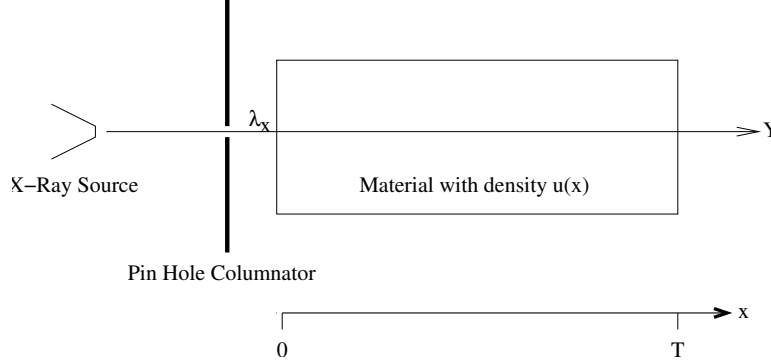 λx
Y
X−Ray Source
Material with density u(x)
Pin Hole Columnator
x
0
T